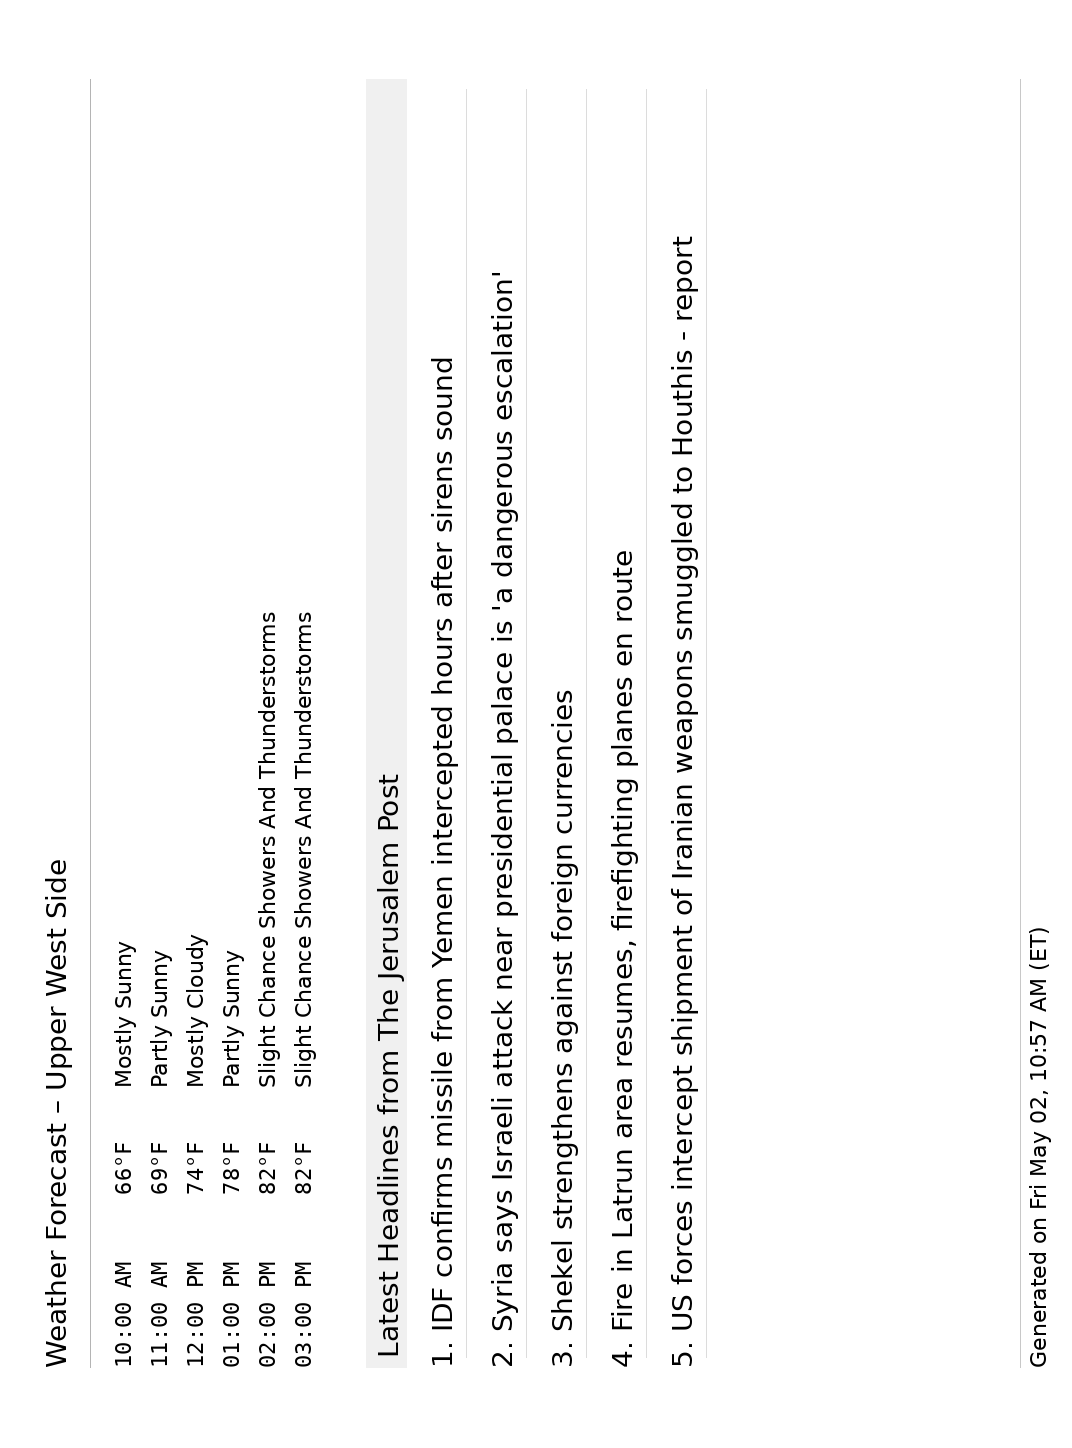 Weather Forecast – Upper West Side
10:00 AM 66°F Mostly Sunny
11:00 AM 69°F Partly Sunny
12:00 PM 74°F Mostly Cloudy
01:00 PM 78°F Partly Sunny
02:00 PM 82°F Slight Chance Showers And Thunderstorms
03:00 PM 82°F Slight Chance Showers And Thunderstorms
Latest Headlines from The Jerusalem Post
1. IDF confirms missile from Yemen intercepted hours after sirens sound
2. Syria says Israeli attack near presidential palace is 'a dangerous escalation'
3. Shekel strengthens against foreign currencies
4. Fire in Latrun area resumes, firefighting planes en route
5. US forces intercept shipment of Iranian weapons smuggled to Houthis - report
Generated on Fri May 02, 10:57 AM (ET)